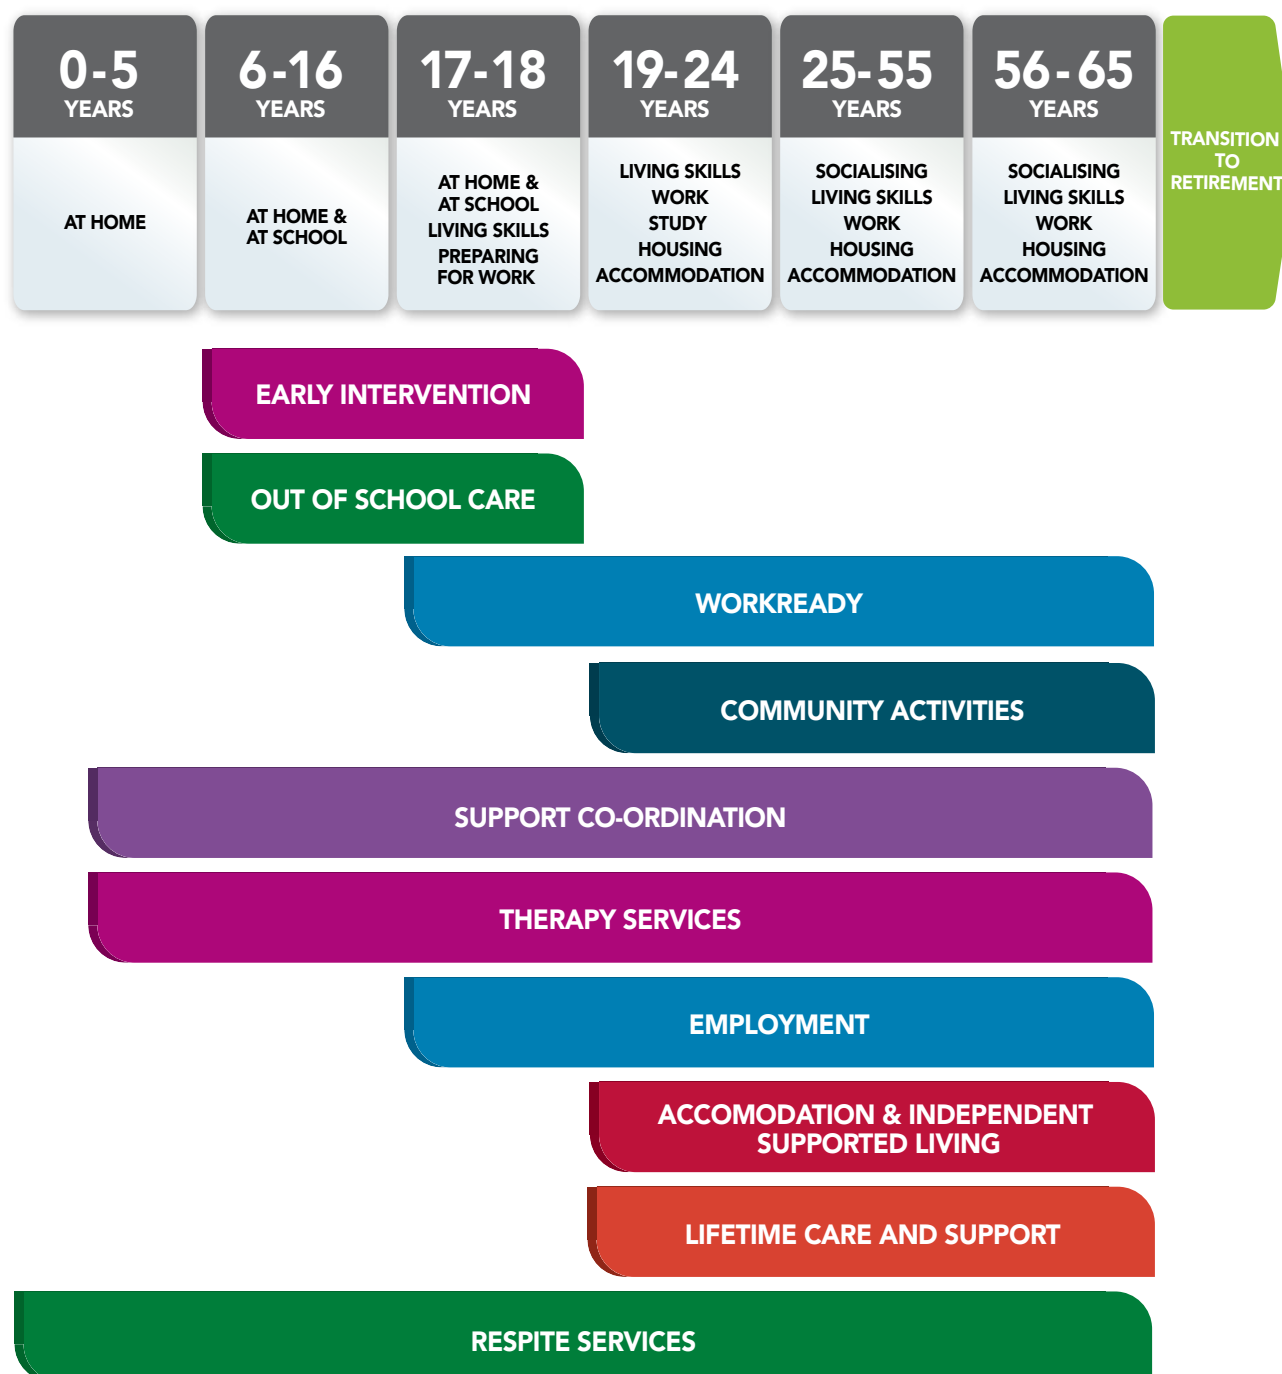 0-5
YEARS
AT HOME
6-16
YEARS
AT HOME &
AT SCHOOL
17-18
YEARS
AT HOME &
AT SCHOOL
LIVING SKILLS
PREPARING
FOR WORK
19-24
YEARS
LIVING SKILLS
WORK
STUDY
HOUSING
ACCOMMODATION
25-55
YEARS
SOCIALISING
LIVING SKILLS
WORK
HOUSING
ACCOMMODATION
56-65
YEARS
SOCIALISING
LIVING SKILLS
WORK
HOUSING
ACCOMMODATION
TRANSITION
TO
RETIREMENT
EARLY INTERVENTION
OUT OF SCHOOL CARE
WORKREADY
COMMUNITY ACTIVITIES
SUPPORT CO-ORDINATION
THERAPY SERVICES
EMPLOYMENT
ACCOMODATION & INDEPENDENT
SUPPORTED LIVING
LIFETIME CARE AND SUPPORT
RESPITE SERVICES